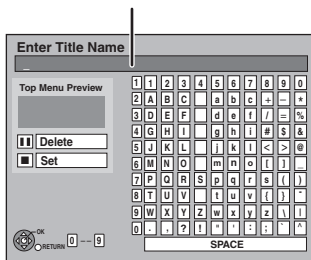 Enter Title Name
_
Top Menu Preview
Delete
Set
1 1 2 3 4 5 6 7 8 9 0
2 A B C a b c + − *
3 D E F d e f / = %
4 G H I g h i # $ &
5 J K L j k l < > @
6 M N O m n o [ ] _
7 P Q R S p q r s ( )
8 T U V t u v { }
9 W X Y Z w x y z \ |
0 . , ? ! " ' : ; ` ^
SPACE
OK
RETURN
0 -- 9